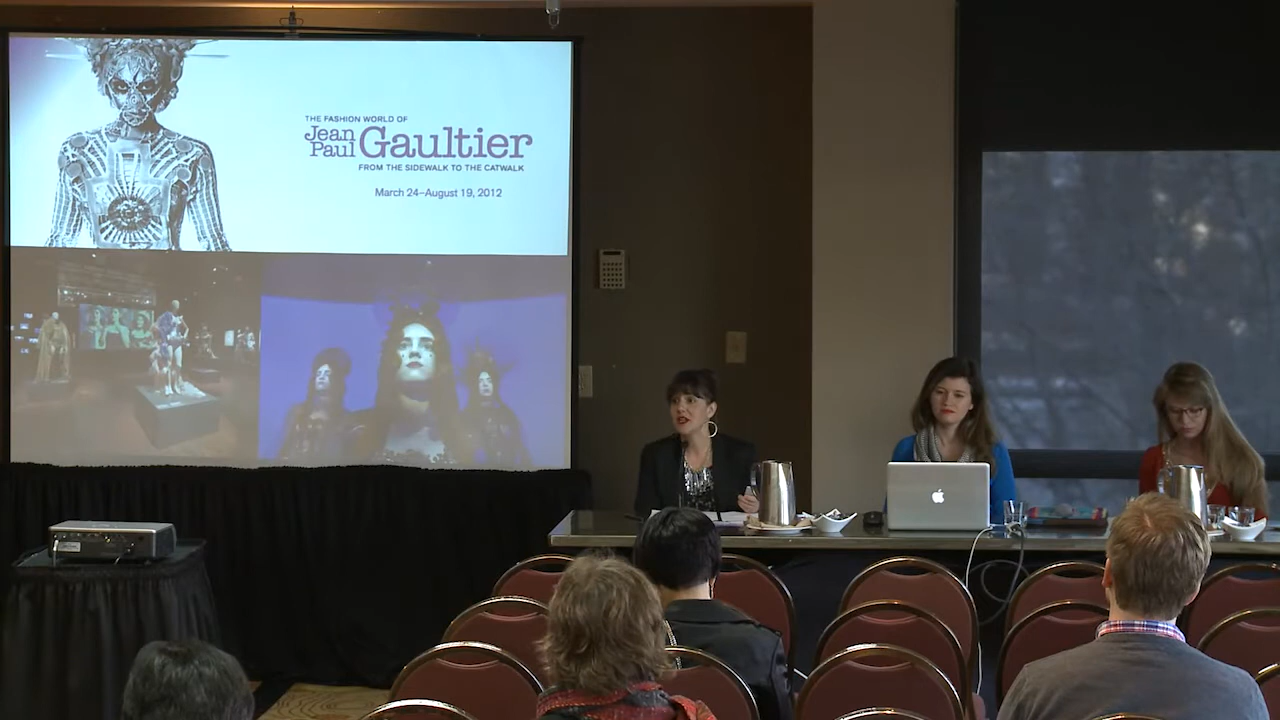 THE FASHION WORLD OF
Jean
Paul Gaultier
FROM THE SIDEWALK TO THE CATWALK
March 24–August 19, 2012